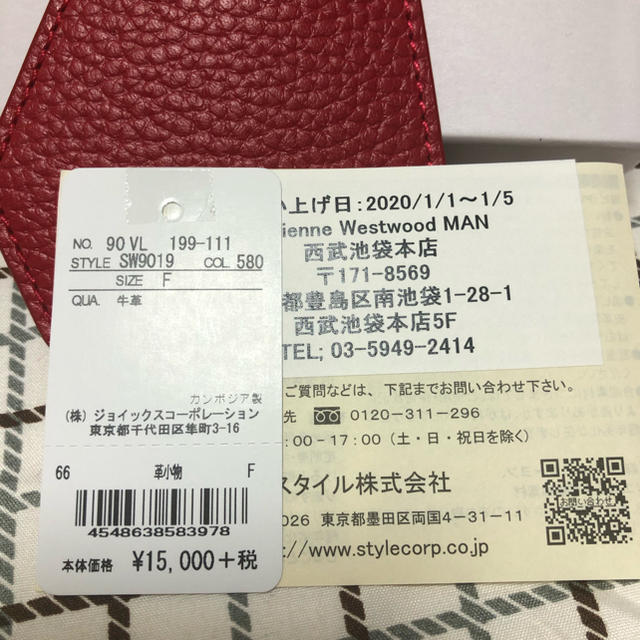 NO. 90 VL 199-111
STYLE SW9019 COL 580
SIZE F
QUA. 牛革
カンボジア製
(株) ジョイックスコーポレーション
東京都千代田区隼町3-16
66 革小物 F
4548638583978
本体価格 ¥15,000+税
い上げ日:2020/1/1~1/5
ienne Westwood MAN
西武池袋本店
〒171-8569
都豊島区南池袋1-28-1
西武池袋本店5F
TEL; 03-5949-2414
ご質問などは、下記までお問い合わせ下さい。
先 0120-311-296
:00-17:00(土・日・祝日を除く)
スタイル株式会社
026 東京都墨田区両国4-31-11
://www.stylecorp.co.jp
お問い合わせ